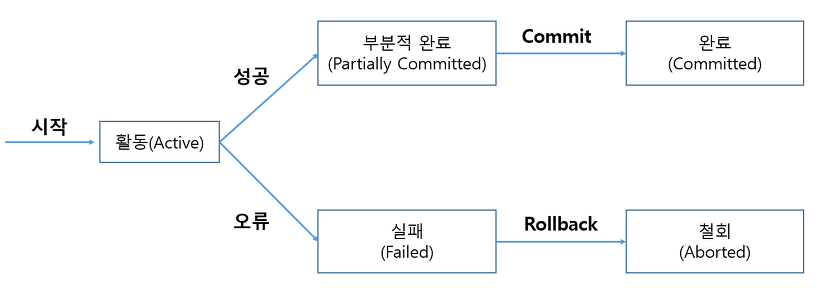 시작
활동(Active)
성공
부분적 완료
(Partially Committed)
Commit
완료
(Committed)
오류
실패
(Failed)
Rollback
철회
(Aborted)